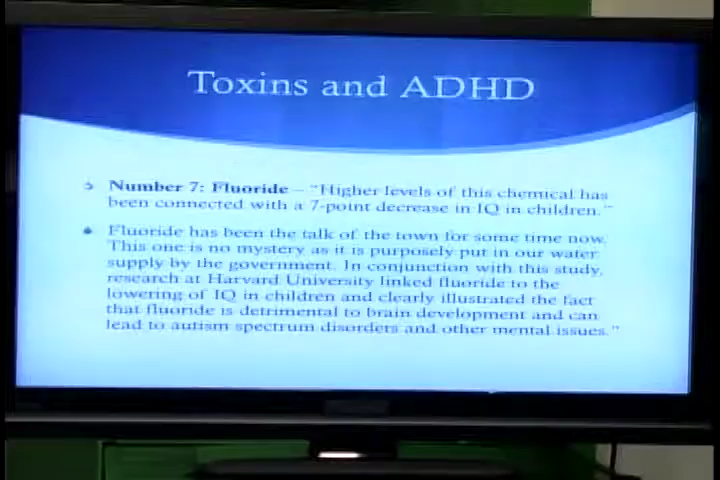 Toxins and ADHD
Number 7: Fluoride – "Higher levels of this chemical has
been connected with a 7-point decrease in IQ in children."
Fluoride has been the talk of the town for some time now.
This one is no mystery as it is purposely put in our water
supply by the government. In conjunction with this study,
research at Harvard University linked fluoride to the
lowering of IQ in children and clearly illustrated the fact
that fluoride is detrimental to brain development and can
lead to autism spectrum disorders and other mental issues."